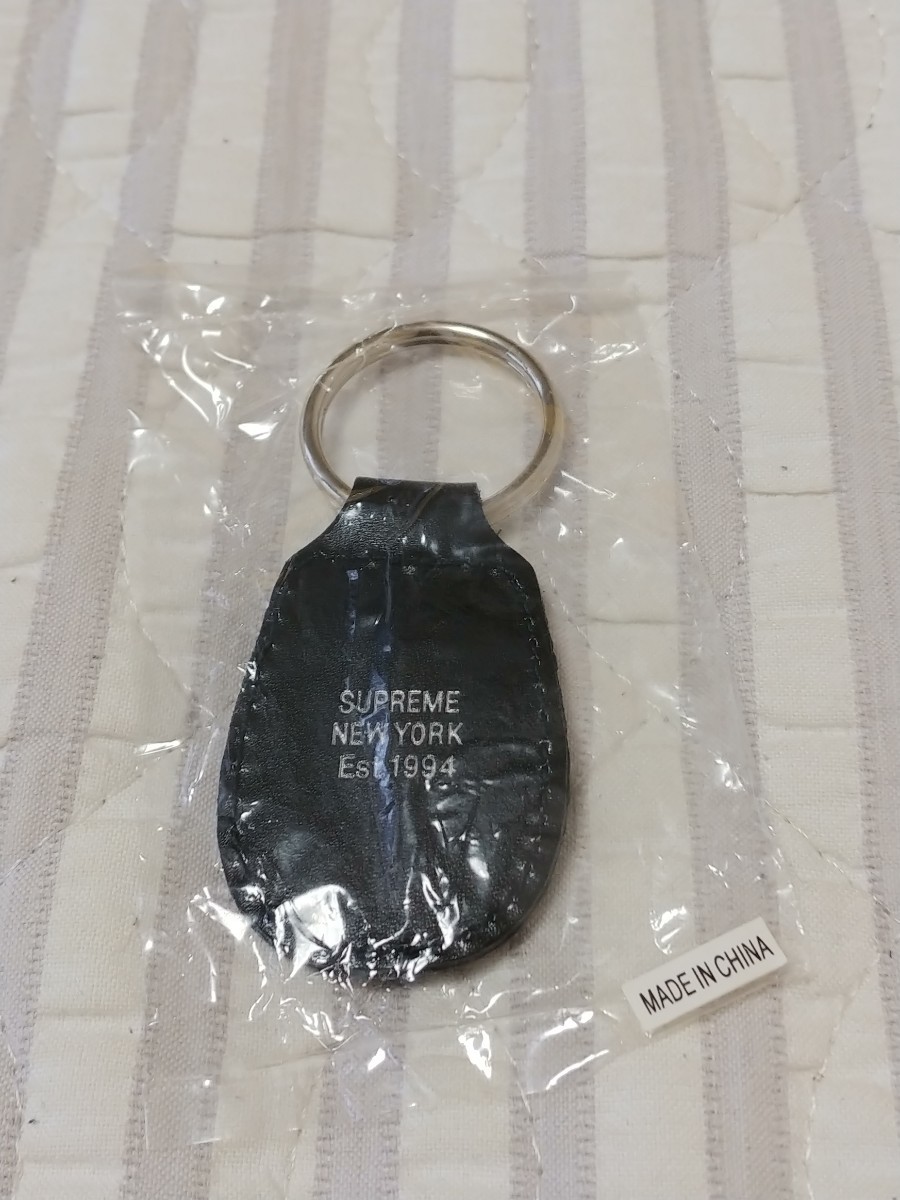 SUPREME
NEW YORK
Est.1994
MADE IN CHINA